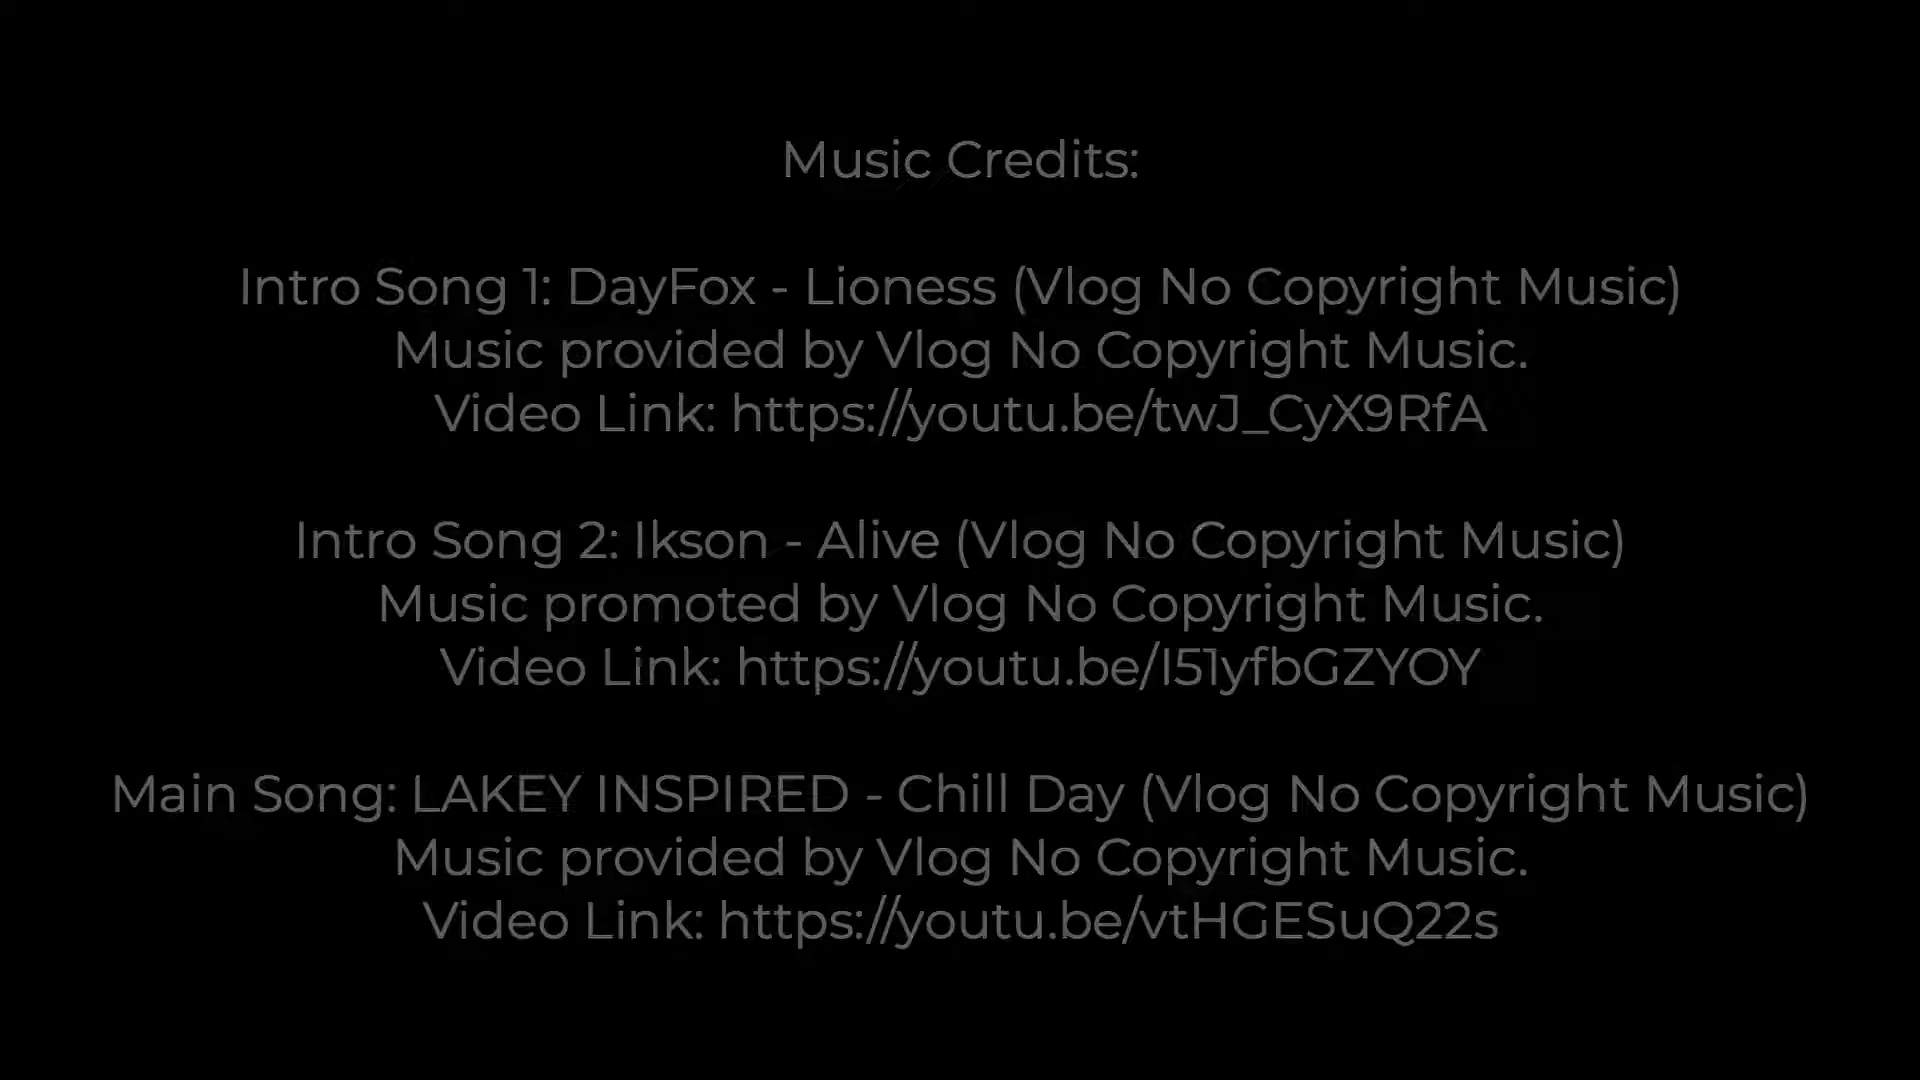 Music Credits:
Intro Song 1: DayFox - Lioness (Vlog No Copyright Music)
Music provided by Vlog No Copyright Music.
Video Link: https://youtu.be/twJ_CyX9RfA
Intro Song 2: Ikson - Alive (Vlog No Copyright Music)
Music promoted by Vlog No Copyright Music.
Video Link: https://youtu.be/I51yfbGZYOY
Main Song: LAKEY INSPIRED - Chill Day (Vlog No Copyright Music)
Music provided by Vlog No Copyright Music.
Video Link: https://youtu.be/vtHGESuQ22s